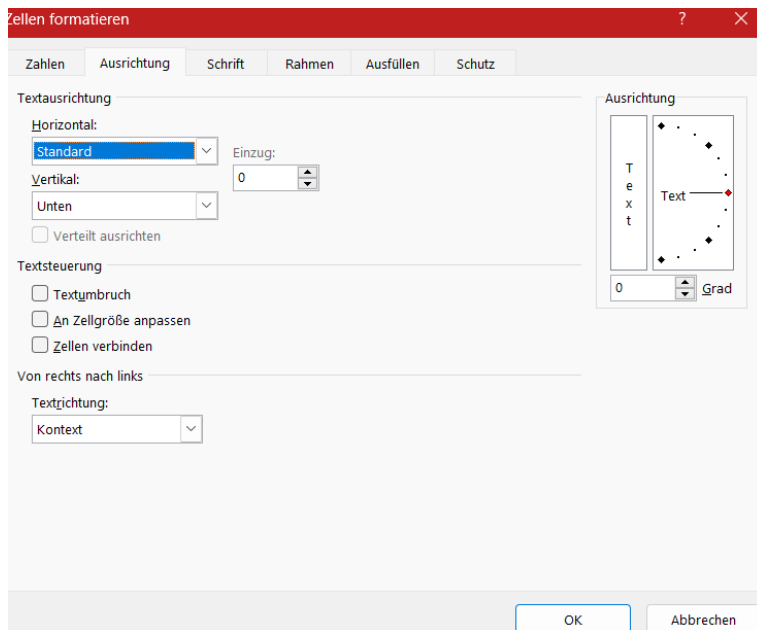 Zellen formatieren ?
Zahlen Ausrichtung Schrift Rahmen Ausfüllen Schutz
Textausrichtung
Horizontal:
Standard
Einzug:
0
Vertikal:
Unten
Verteilt ausrichten
Textsteuerung
Textumbruch
An Zellgröße anpassen
Zellen verbinden
Von rechts nach links
Textrichtung:
Kontext
Ausrichtung
Text
Text
0 Grad
OK Abbrechen